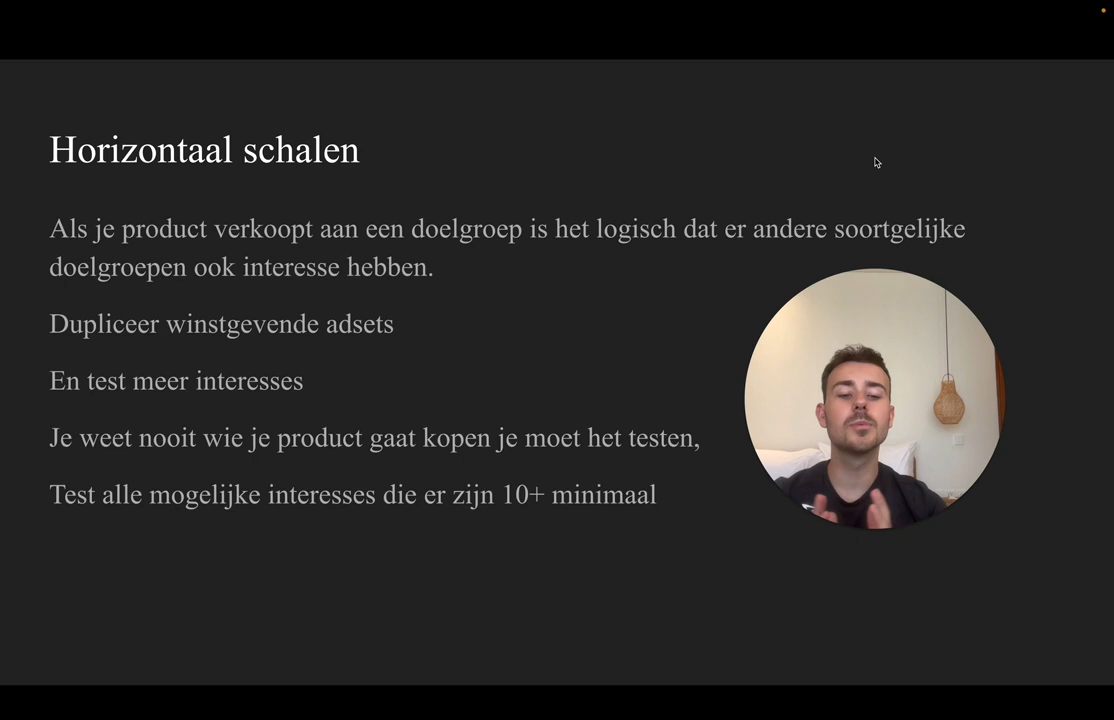 Horizontaal schalen
Als je product verkoopt aan een doelgroep is het logisch dat er andere soortgelijke
doelgroepen ook interesse hebben.
Dupliceer winstgevende adsets
En test meer interesses
Je weet nooit wie je product gaat kopen je moet het testen,
Test alle mogelijke interesses die er zijn 10+ minimaal